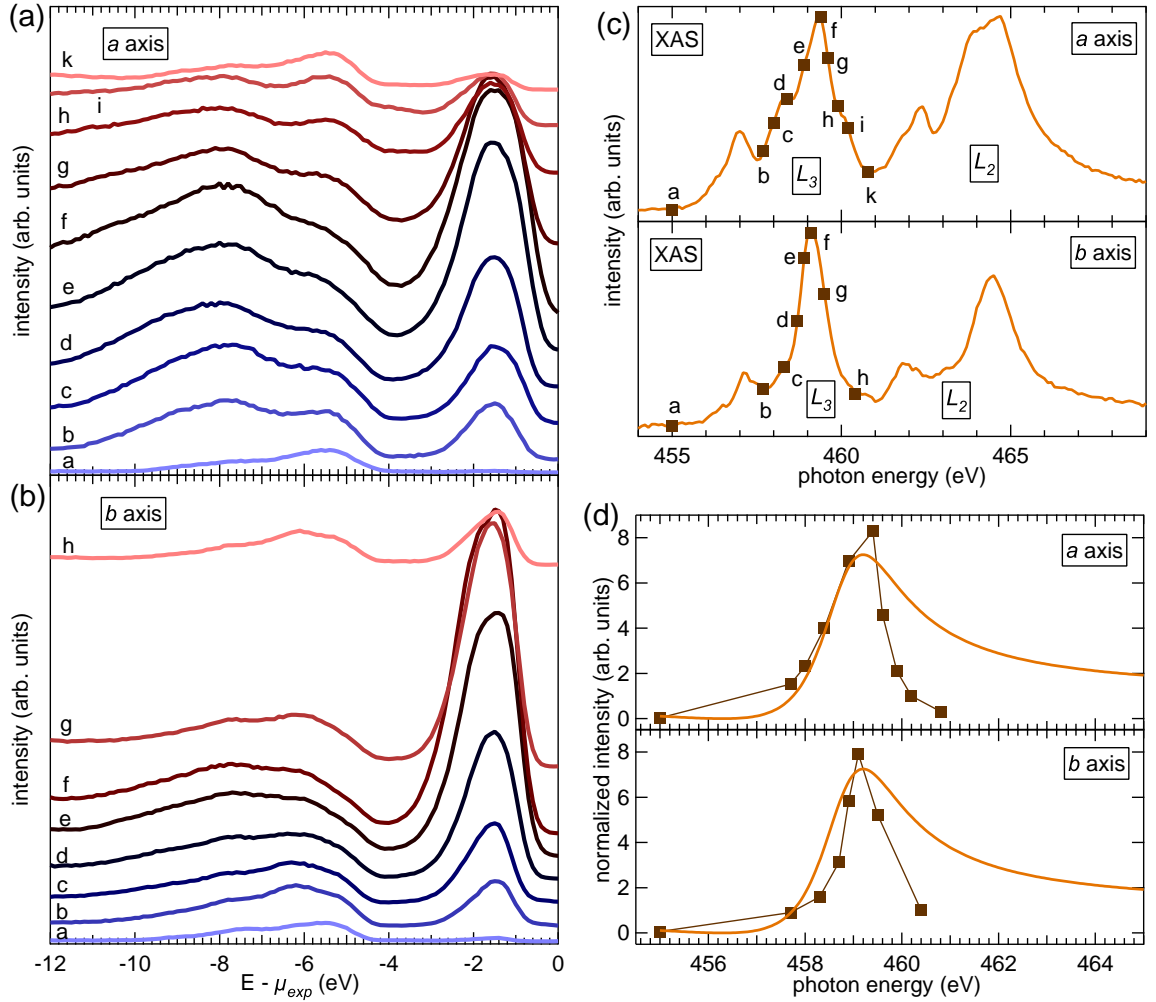 (a)
a axis
k
i
h
g
f
e
d
c
b
a
intensity (arb. units)
(b)
b axis
h
g
f
e
d
c
b
a
intensity (arb. units)
-12 -10 -8 -6 -4 -2 0
E - μexp (eV)
(c)
XAS
a axis
a
b
c
d
e
f
g
h
i
k
L3
L2
XAS
b axis
a
b
c
d
e
f
g
h
L3
L2
intensity (arb. units)
455 460 465
photon energy (eV)
(d)
a axis
8
6
4
2
0
b axis
8
6
4
2
0
normalized intensity (arb. units)
456 458 460 462 464
photon energy (eV)